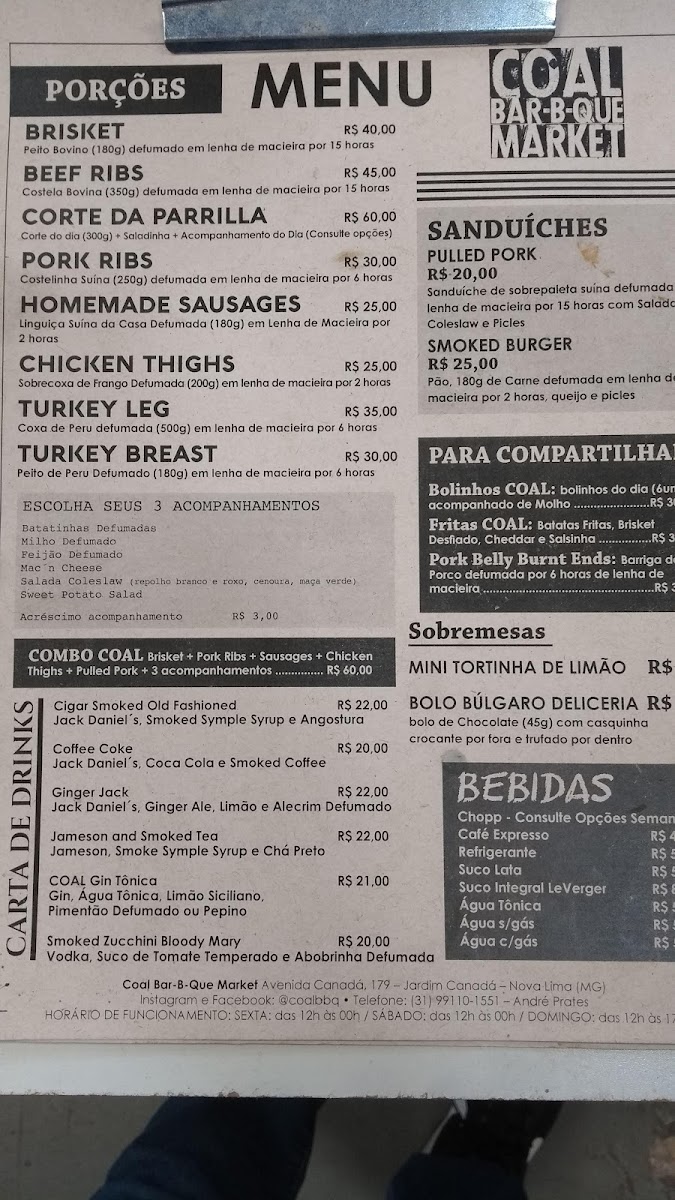 PORÇÕES
MENU
COAL
BAR-B-QUE
MARKET
BRISKET R$ 40,00
Peito Bovino (180g) defumado em lenha de macieira por 15 horas
BEEF RIBS R$ 45,00
Costela Bovina (350g) defumada em lenha de macieira por 15 horas
CORTE DA PARRILLA R$ 60,00
Corte do dia (300g) + Saladinha + Acompanhamento do Dia (Consulte opções)
PORK RIBS R$ 30,00
Costelinha Suína (250g) defumada em lenha de macieira por 6 horas
HOMEMADE SAUSAGES R$ 25,00
Linguiça Suína da Casa Defumada (180g) em Lenha de Macieira por
2 horas
CHICKEN THIGHS R$ 25,00
Sobrecoxa de Frango Defumada (200g) em lenha de macieira por 2 horas
TURKEY LEG R$ 35,00
Coxa de Peru defumada (500g) em lenha de macieira por 6 horas
TURKEY BREAST R$ 30,00
Peito de Peru Defumado (180g) em lenha de macieira por 6 horas
ESCOLHA SEUS 3 ACOMPANHAMENTOS
Batatinhas Defumadas
Milho Defumado
Feijão Defumado
Mac´n Cheese
Salada Coleslaw (repolho branco e roxo, cenoura, maça verde)
Sweet Potato Salad
Acréscimo acompanhamento R$ 3,00
COMBO COAL Brisket + Pork Ribs + Sausages + Chicken
Thighs + Pulled Pork + 3 acompanhamentos ............... R$ 60,00
CARTA DE DRINKS
Cigar Smoked Old Fashioned R$ 22,00
Jack Daniel´s, Smoked Symple Syrup e Angostura
Coffee Coke R$ 20,00
Jack Daniel´s, Coca Cola e Smoked Coffee
Ginger Jack R$ 22,00
Jack Daniel´s, Ginger Ale, Limão e Alecrim Defumado
Jameson and Smoked Tea R$ 22,00
Jameson, Smoke Symple Syrup e Chá Preto
COAL Gin Tônica R$ 21,00
Gin, Água Tônica, Limão Siciliano,
Pimentão Defumado ou Pepino
Smoked Zucchini Bloody Mary R$ 20,00
Vodka, Suco de Tomate Temperado e Abobrinha Defumada
SANDUÍCHES
PULLED PORK
R$ 20,00
Sanduíche de sobrepaleta suína defumada
lenha de macieira por 15 horas com Salada
Coleslaw e Picles
SMOKED BURGER
R$ 25,00
Pão, 180g de Carne defumada em lenha de
macieira por 2 horas, queijo e picles
PARA COMPARTILHA
Bolinhos COAL: bolinhos do dia (6un
acompanhado de Molho ......................R$ 3
Fritas COAL: Batatas Fritas, Brisket
Desfiado, Cheddar e Salsinha ...............R$ 3
Pork Belly Burnt Ends: Barriga de
Porco defumada por 6 horas de lenha de
macieira ..................................................R$ 3
Sobremesas
MINI TORTINHA DE LIMÃO R$
BOLO BÚLGARO DELICERIA R$
bolo de Chocolate (45g) com casquinha
crocante por fora e trufado por dentro
BEBIDAS
Chopp - Consulte Opções Seman
Café Expresso R$ 4
Refrigerante R$ 5
Suco Lata R$ 5
Suco Integral LeVerger R$ 8
Água Tônica R$ 5
Água s/gás R$
Água c/gás R$
Coal Bar-B-Que Market Avenida Canadá, 179 – Jardim Canadá – Nova Lima (MG)
Instagram e Facebook: @coalbbq • Telefone: (31) 99110-1551 – André Prates
HORÁRIO DE FUNCIONAMENTO: SEXTA: das 12h às 00h / SÁBADO: das 12h às 00h / DOMINGO: das 12h às 17